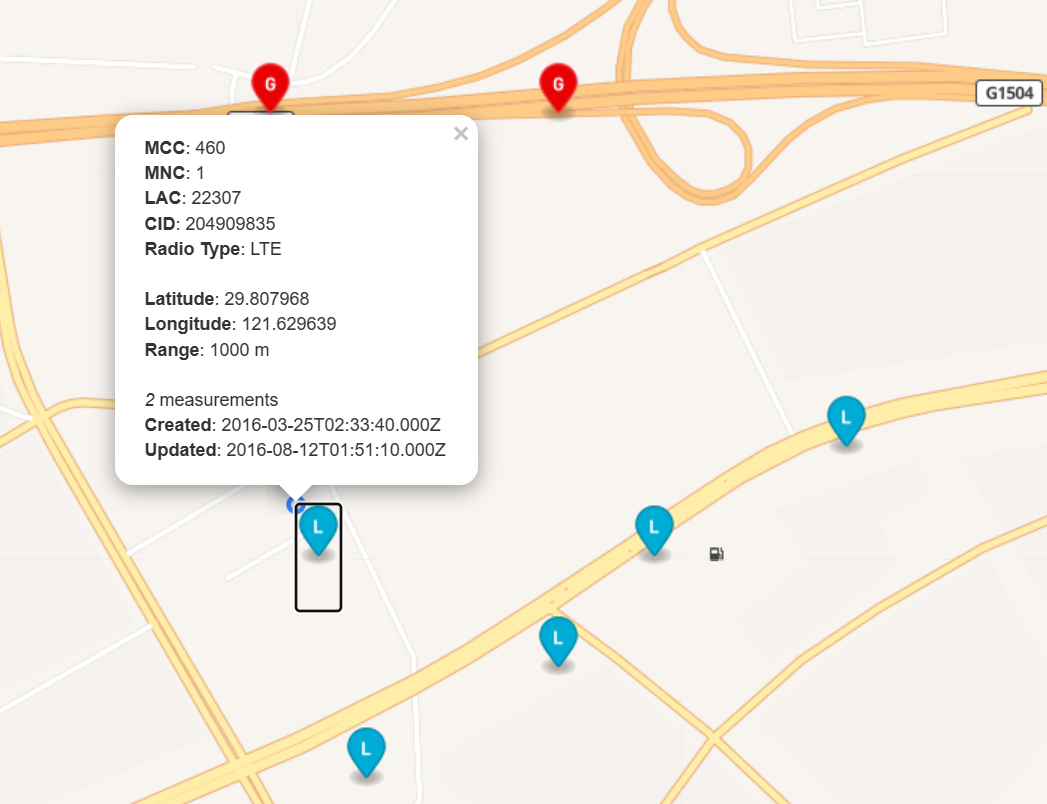 G
G
G1504
×
MCC: 460
MNC: 1
LAC: 22307
CID: 204909835
Radio Type: LTE
Latitude: 29.807968
Longitude: 121.629639
Range: 1000 m
2 measurements
Created: 2016-03-25T02:33:40.000Z
Updated: 2016-08-12T01:51:10.000Z
L
L
L
L
L